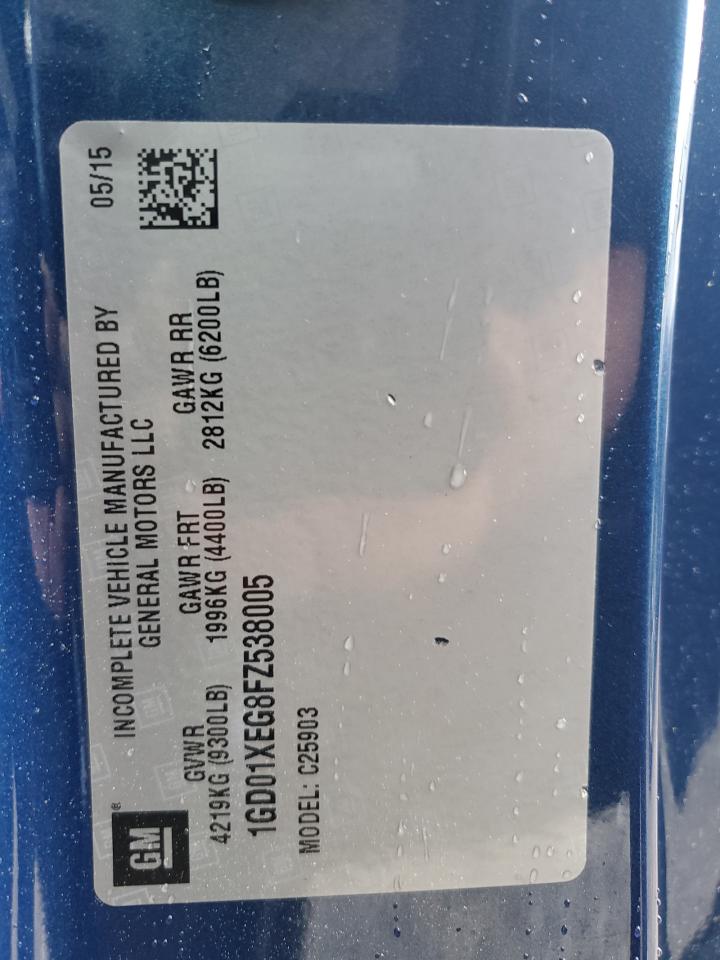 GM®
INCOMPLETE VEHICLE MANUFACTURED BY
GENERAL MOTORS LLC
05/15
GVWR GAWR FRT GAWR RR
4219KG (9300LB) 1996KG (4400LB) 2812KG (6200LB)
1GD01XEG8FZ538005
MODEL: C25903